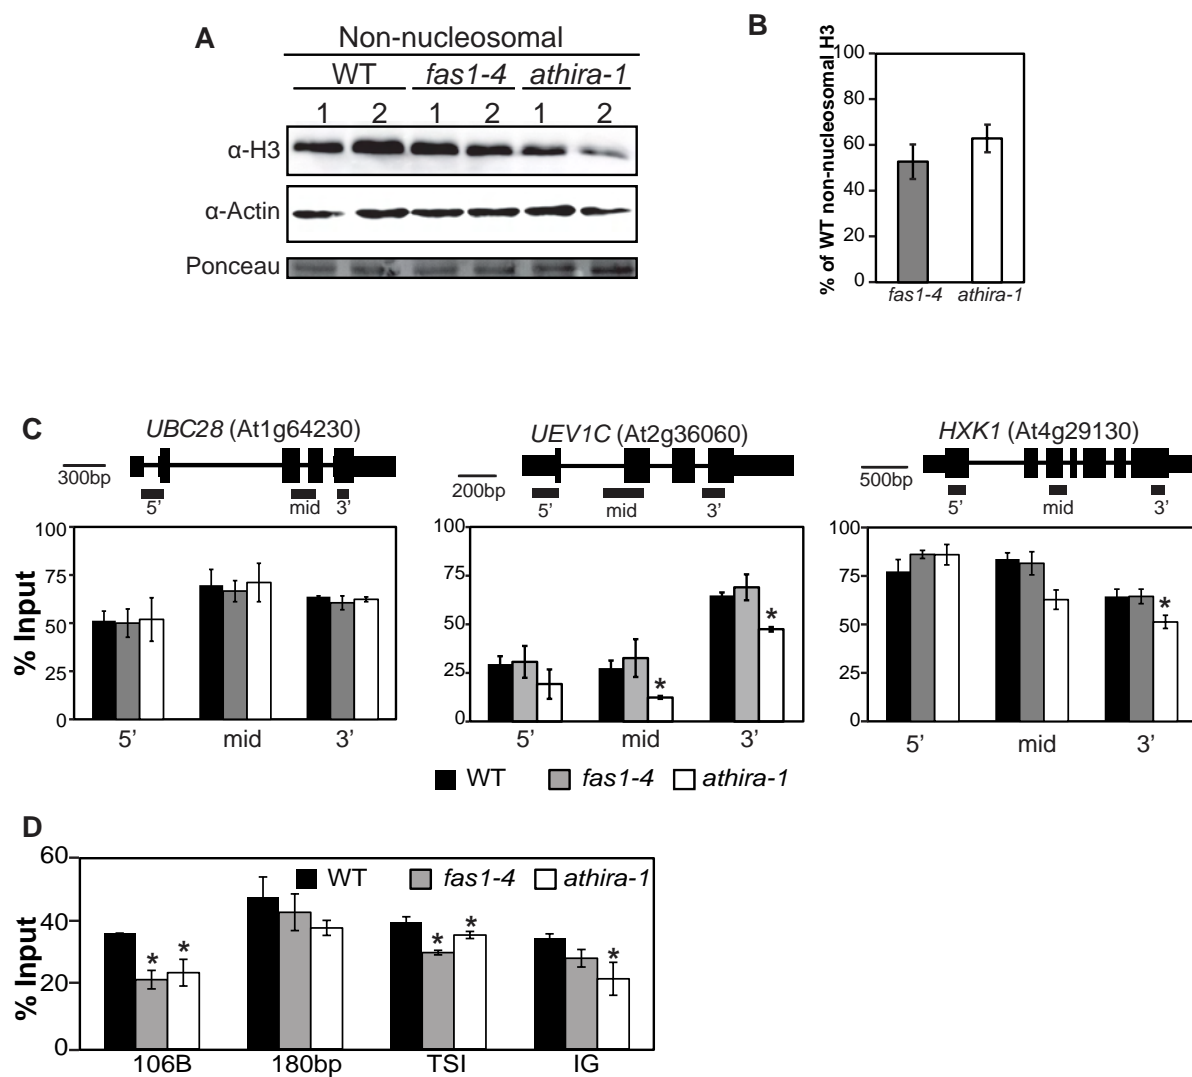 A
Non-nucleosomal
WT fas1-4 athira-1
1 2 1 2 1 2
α-H3
α-Actin
Ponceau
B
% of WT non-nucleosomal H3
100
80
60
40
20
0
fas1-4 athira-1
C
UBC28 (At1g64230)
300bp
5’ mid 3’
UEV1C (At2g36060)
200bp
5’ mid 3’
HXK1 (At4g29130)
500bp
5’ mid 3’
% Input
100
75
50
25
0
5’ mid 3’
100
75
50
25
0
* *
5’ mid 3’
100
75
50
25
0
*
5’ mid 3’
WT fas1-4 athira-1
D
% Input
60
40
20
0
WT fas1-4 athira-1
* * * * *
106B 180bp TSI IG